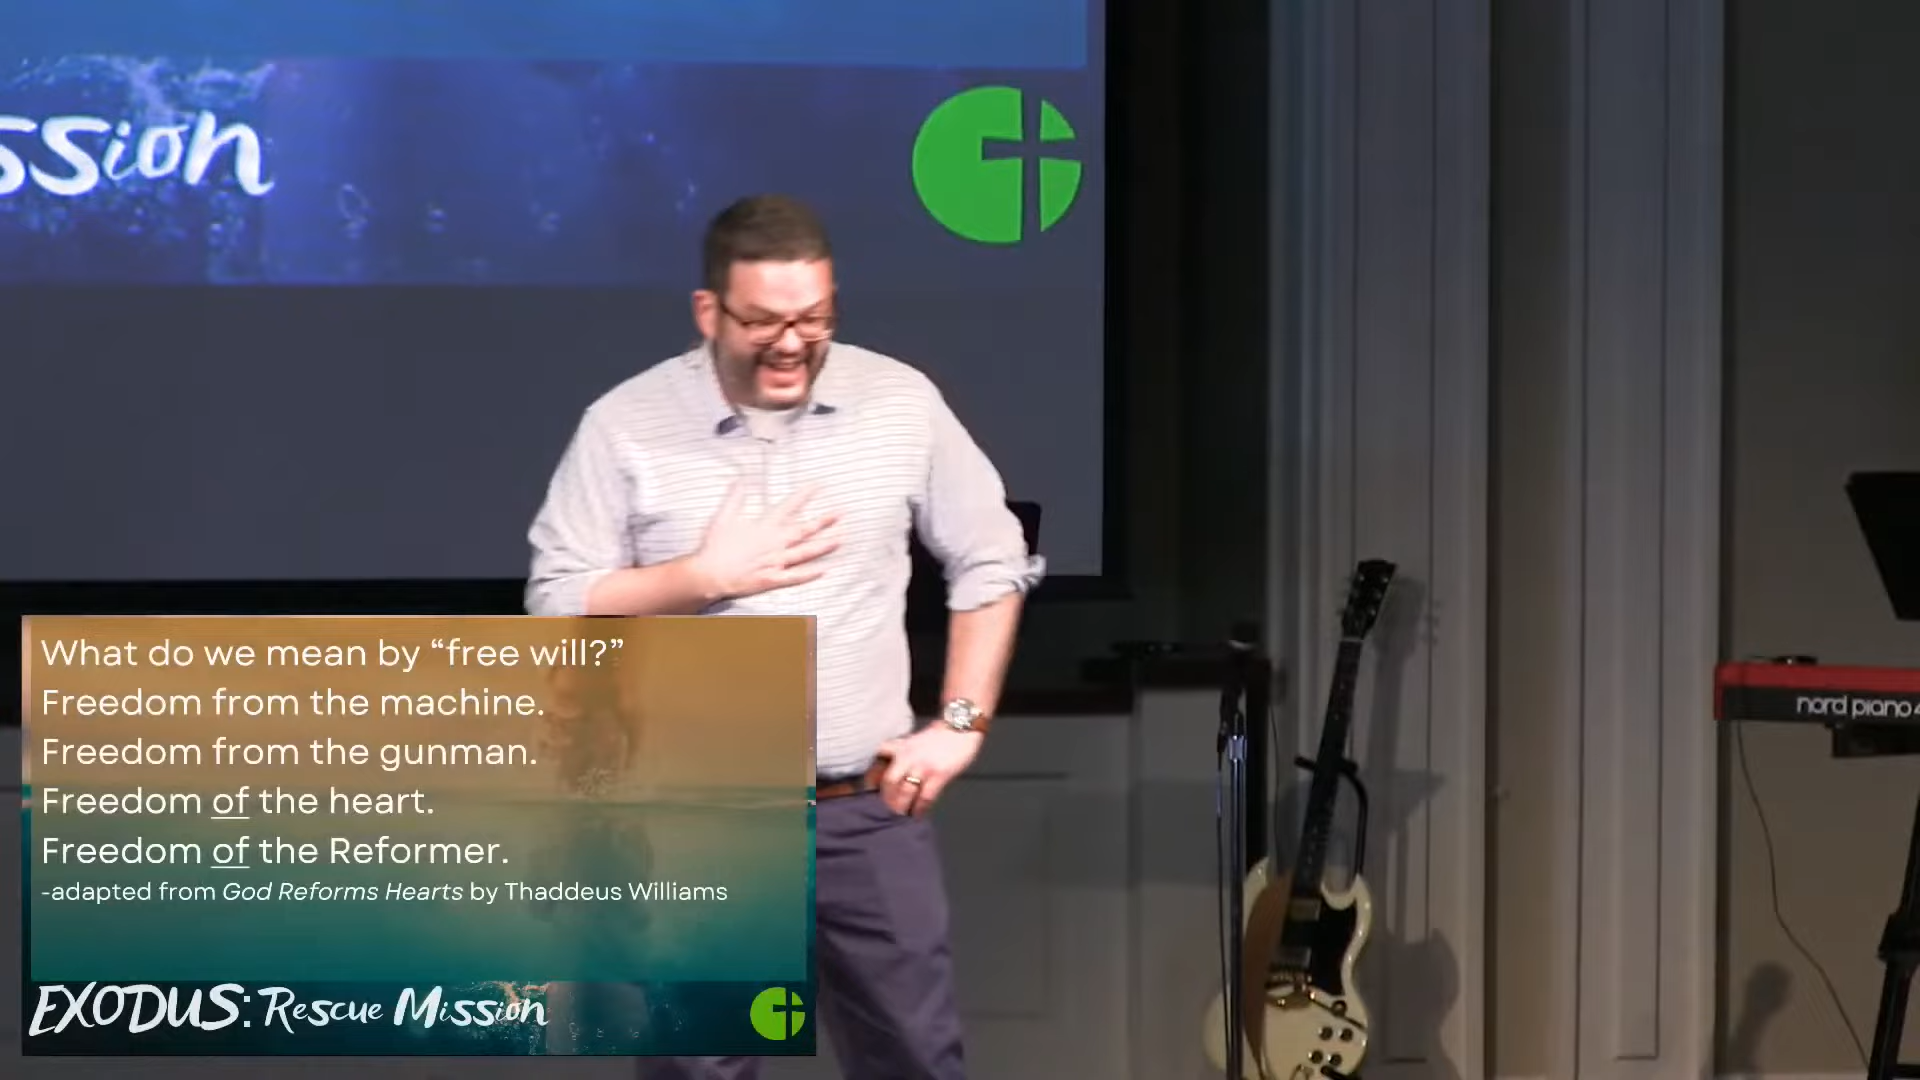 ssion
What do we mean by “free will?”
Freedom from the machine.
Freedom from the gunman.
Freedom of the heart.
Freedom of the Reformer.
-adapted from God Reforms Hearts by Thaddeus Williams
EXODUS: Rescue Mission
nord piano 4